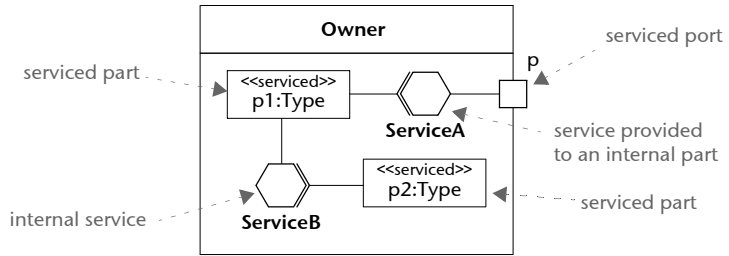 Owner
serviced port
p
serviced part
<<serviced>>
p1:Type
ServiceA
service provided
to an internal part
<<serviced>>
p2:Type
serviced part
internal service
ServiceB